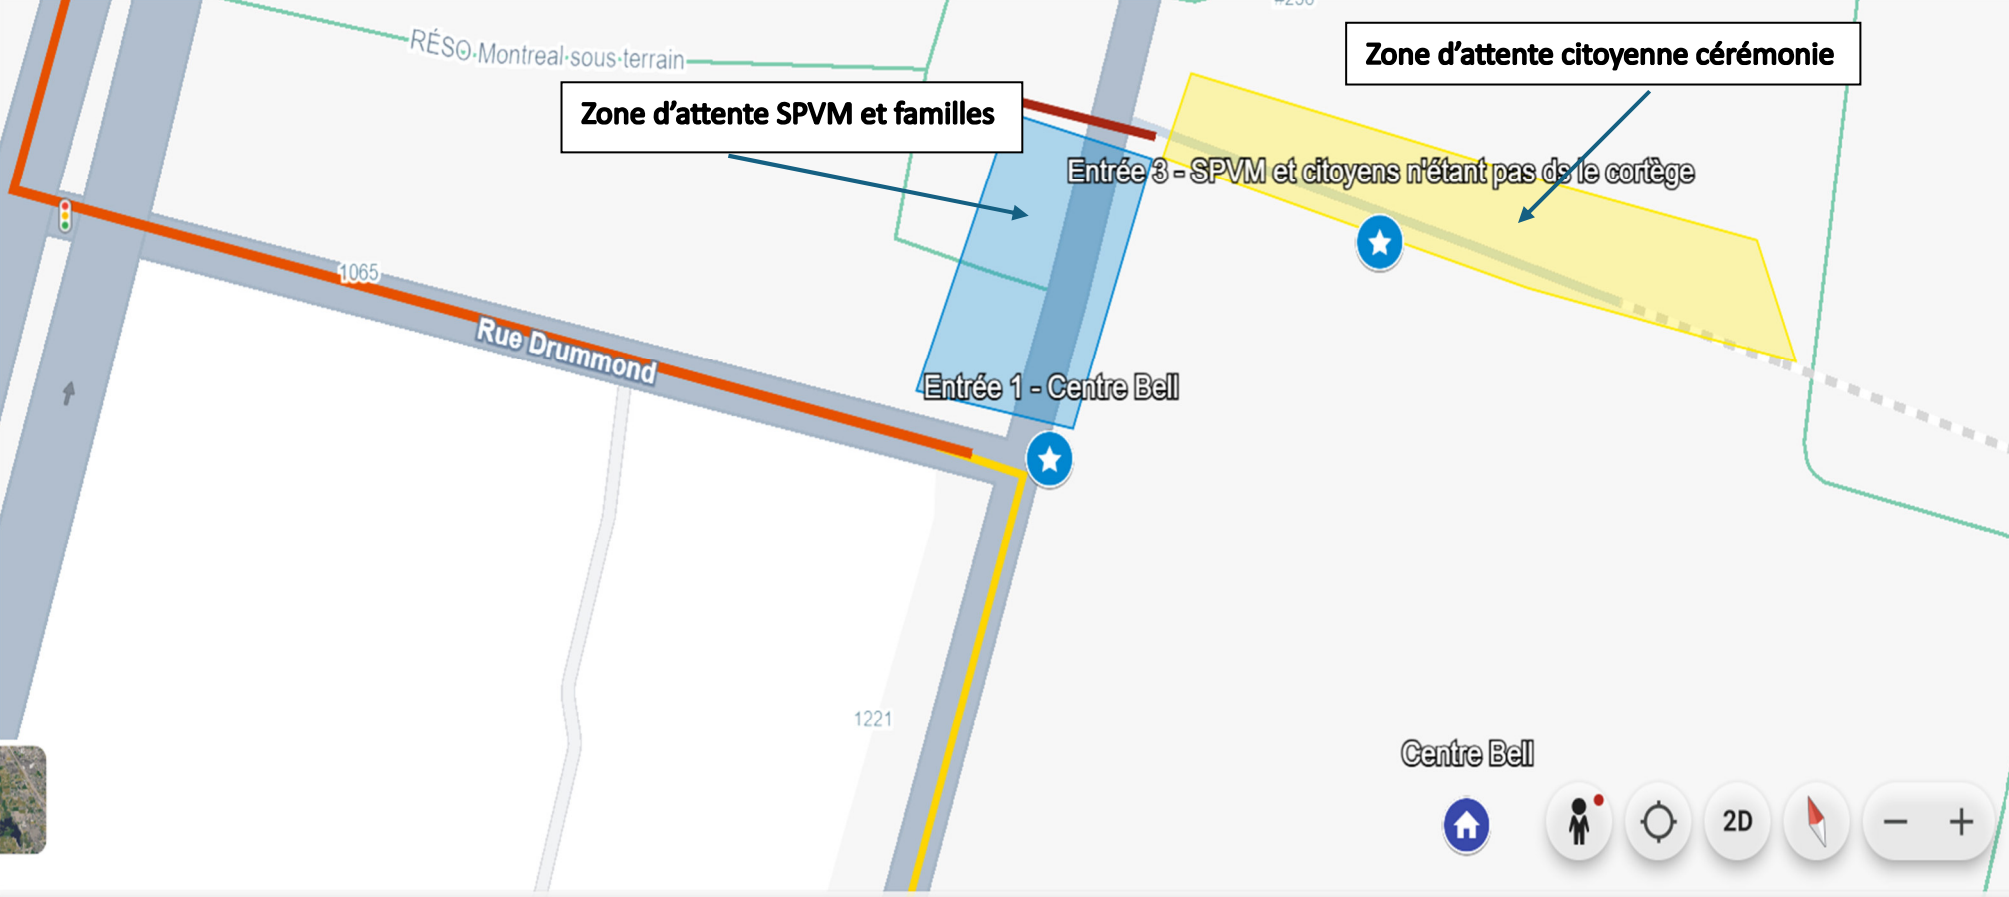 #250
Zone d'attente citoyenne cérémonie
RÉSO Montreal sous terrain
Zone d'attente SPVM et familles
Entrée 3 - SPVM et citoyens n'étant pas ds le cortège
1065
Rue Drummond
Entrée 1 - Centre Bell
1221
Centre Bell
2D